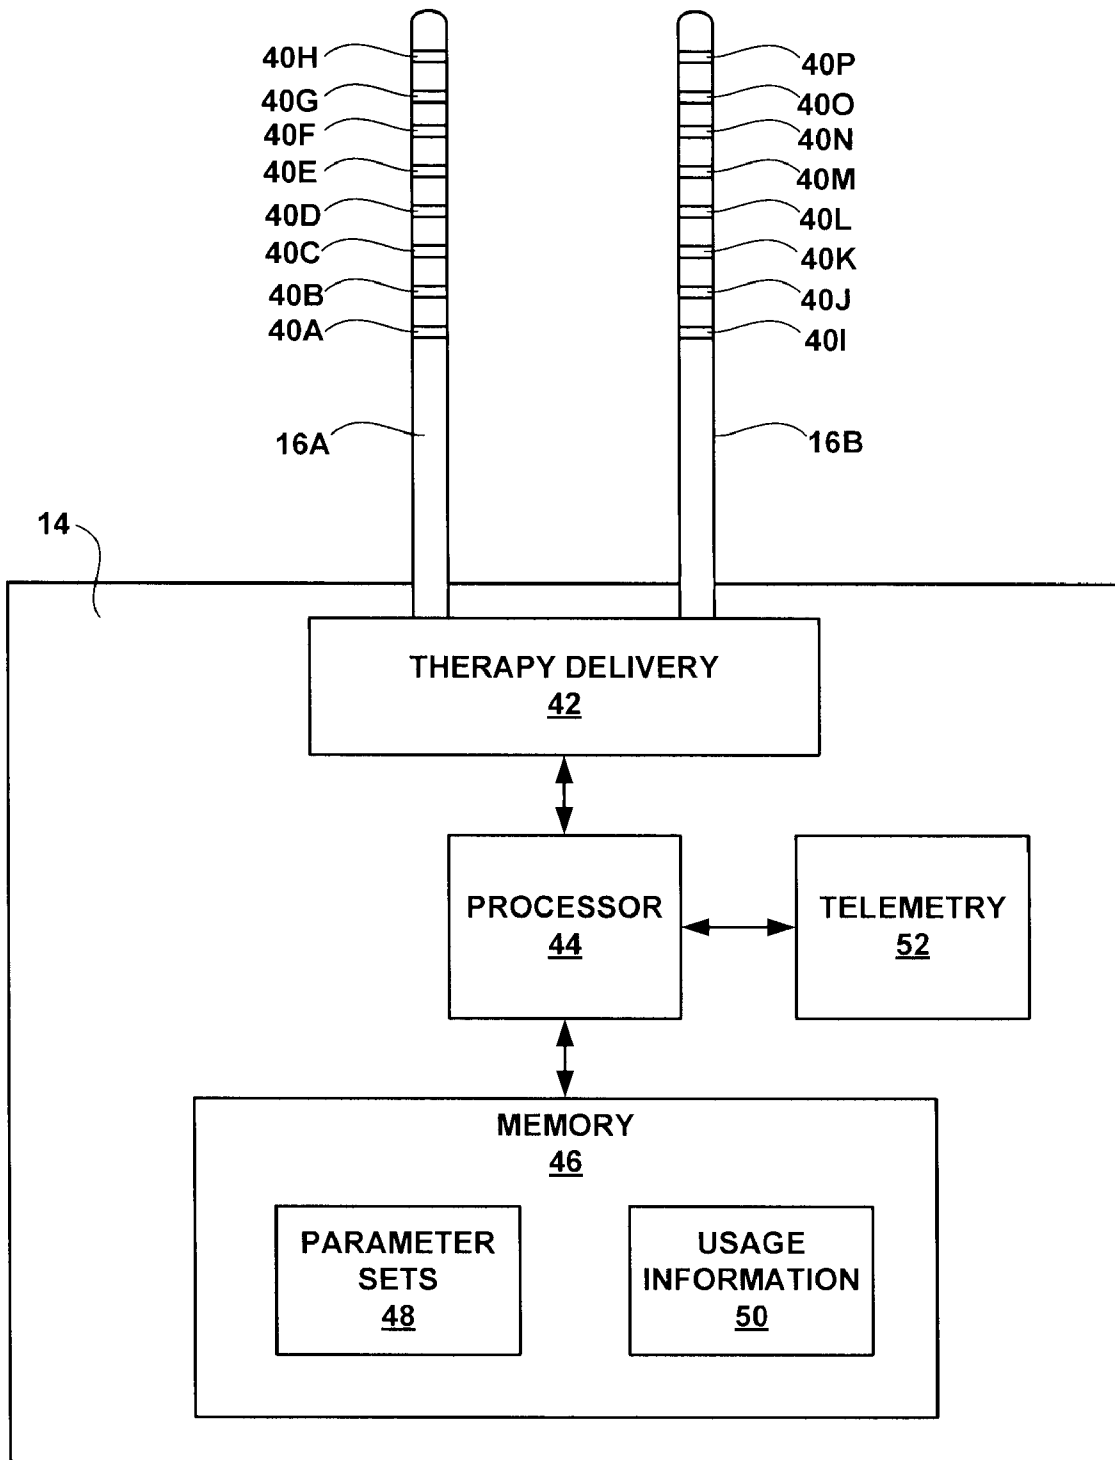 40H
40P
40G
40O
40F
40N
40E
40M
40D
40L
40C
40K
40B
40J
40A
40I
16A
16B
14
THERAPY DELIVERY
42
PROCESSOR
44
TELEMETRY
52
MEMORY
46
PARAMETER
SETS
48
USAGE
INFORMATION
50